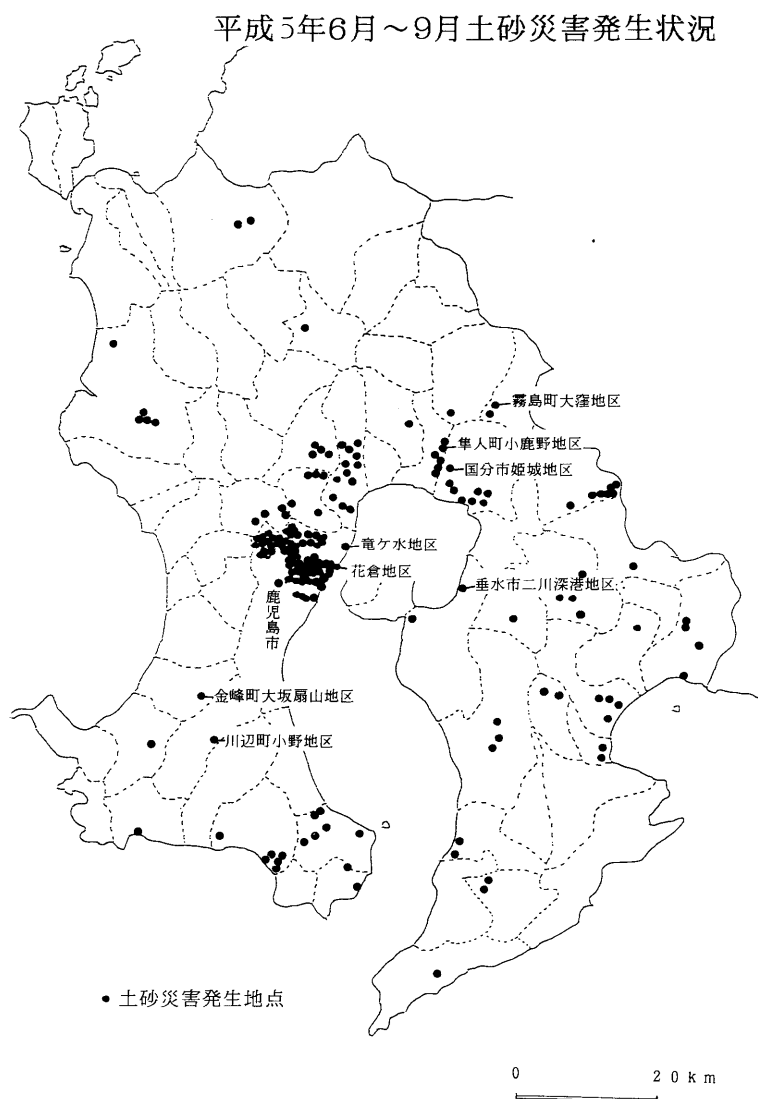 平成5年6月～9月土砂災害発生状況
霧島町大窪地区
隼人町小鹿野地区
国分市姫城地区
竜ケ水地区
花倉地区
垂水市二川深港地区
鹿児島市
金峰町大坂扇山地区
川辺町小野地区
● 土砂災害発生地点
0 20km